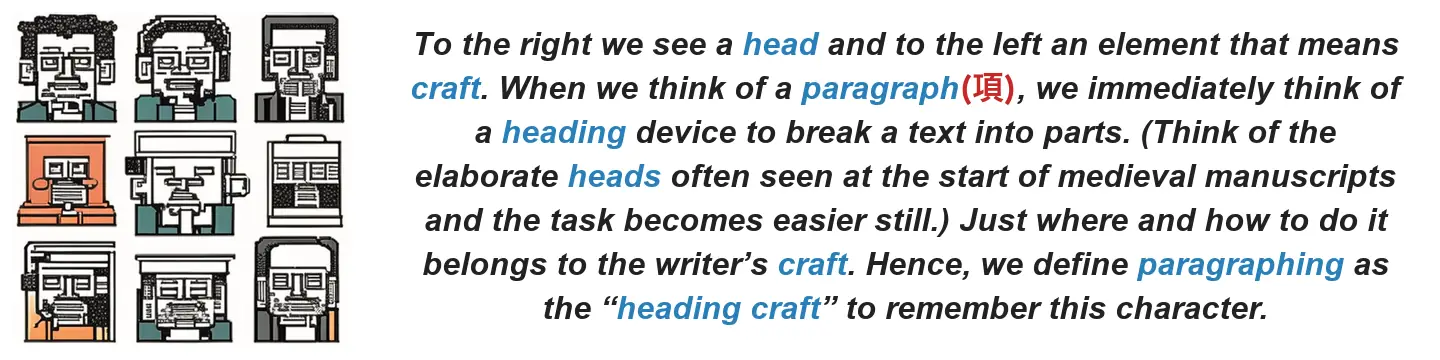 To the right we see a head and to the left an element that means
craft. When we think of a paragraph(項), we immediately think of
a heading device to break a text into parts. (Think of the
elaborate heads often seen at the start of medieval manuscripts
and the task becomes easier still.) Just where and how to do it
belongs to the writer’s craft. Hence, we define paragraphing as
the “heading craft” to remember this character.